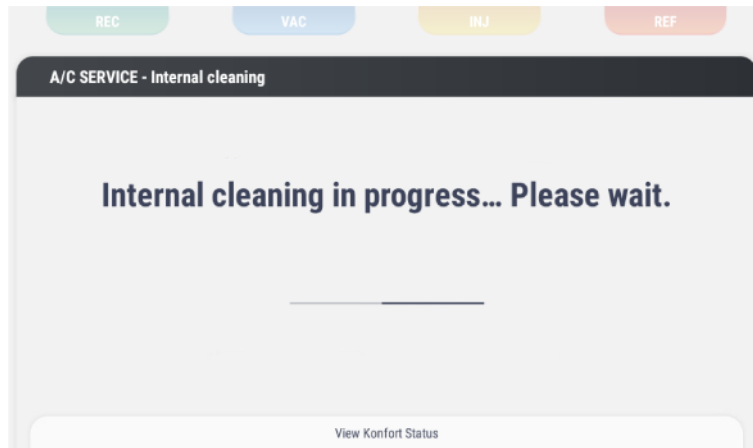 REC VAC INJ REF
A/C SERVICE - Internal cleaning
Internal cleaning in progress... Please wait.
View Konfort Status